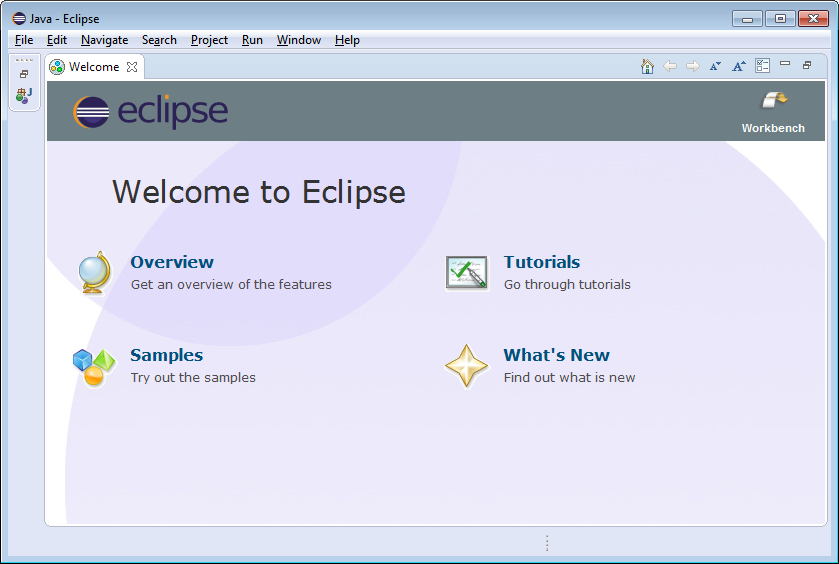 Java - Eclipse
File Edit Navigate Search Project Run Window Help
Welcome
J
A A
eclipse
Workbench
Welcome to Eclipse
Overview
Get an overview of the features
Tutorials
Go through tutorials
Samples
Try out the samples
What's New
Find out what is new